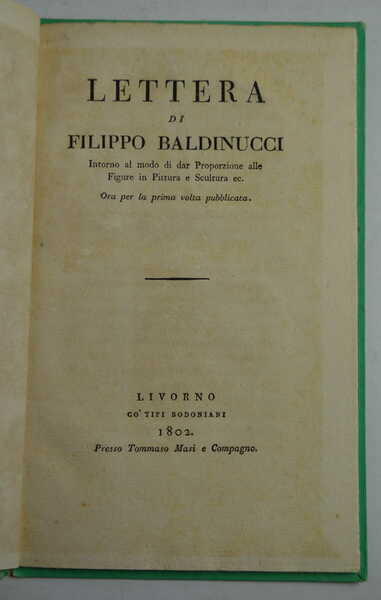 LETTERA
DI
FILIPPO BALDINUCCI
Intorno al modo di dar Proporzione alle
Figure in Pittura e Scultura ec.
Ora per la prima volta pubblicata.
LIVORNO
CO' TIPI BODONIANI
1802.
Presso Tommaso Masi e Compagno.